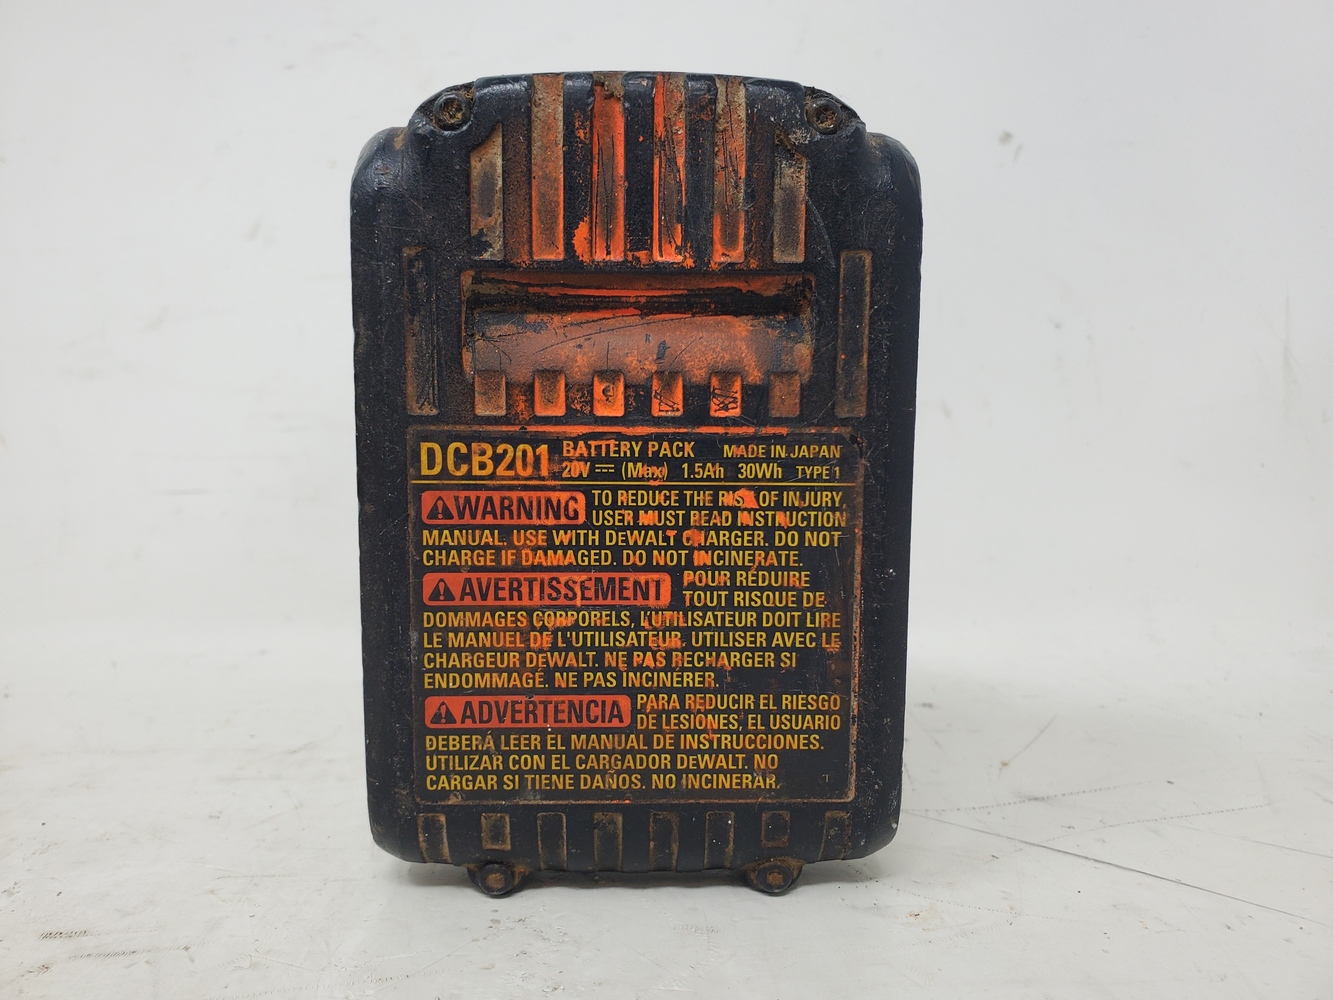 DCB201 BATTERY PACK MADE IN JAPAN
20V ⎓ (Max) 1.5Ah 30Wh TYPE 1
⚠WARNING TO REDUCE THE RISK OF INJURY,
USER MUST READ INSTRUCTION
MANUAL. USE WITH DEWALT CHARGER. DO NOT
CHARGE IF DAMAGED. DO NOT INCINERATE.
⚠AVERTISSEMENT POUR RÉDUIRE
TOUT RISQUE DE
DOMMAGES CORPORELS, L'UTILISATEUR DOIT LIRE
LE MANUEL DE L'UTILISATEUR. UTILISER AVEC LE
CHARGEUR DEWALT. NE PAS RECHARGER SI
ENDOMMAGÉ. NE PAS INCINÉRER.
⚠ADVERTENCIA PARA REDUCIR EL RIESGO
DE LESIONES, EL USUARIO
DEBERÁ LEER EL MANUAL DE INSTRUCCIONES.
UTILIZAR CON EL CARGADOR DEWALT. NO
CARGAR SI TIENE DAÑOS. NO INCINERAR.